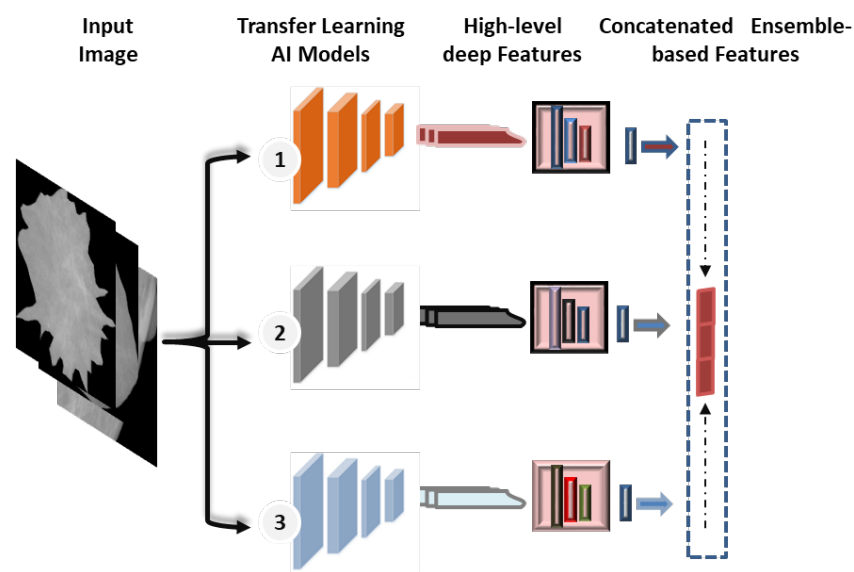 Input
Image
Transfer Learning
AI Models
High-level
deep Features
Concatenated Ensemble-
based Features
1
2
3